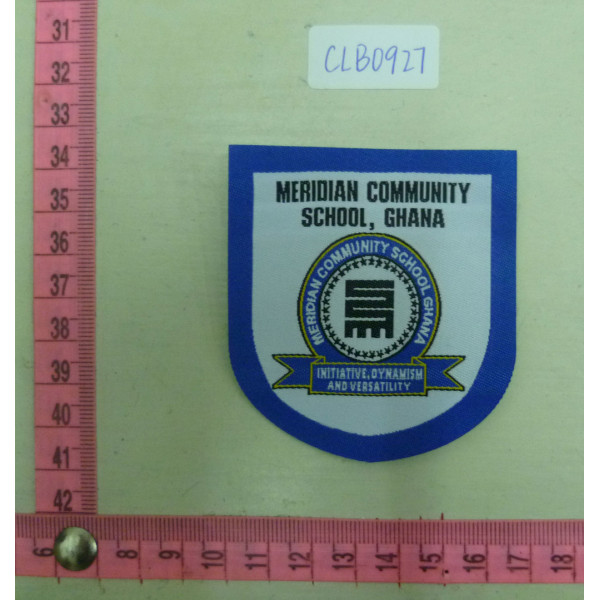 CLB0927
MERIDIAN COMMUNITY
SCHOOL, GHANA
MERIDIAN COMMUNITY SCHOOL GHANA
INITIATIVE, DYNAMISM
AND VERSATILITY
31
32
33
34
35
36
37
38
39
40
41
42
6 8 9 10 11 12 13 14 15 16 17 18